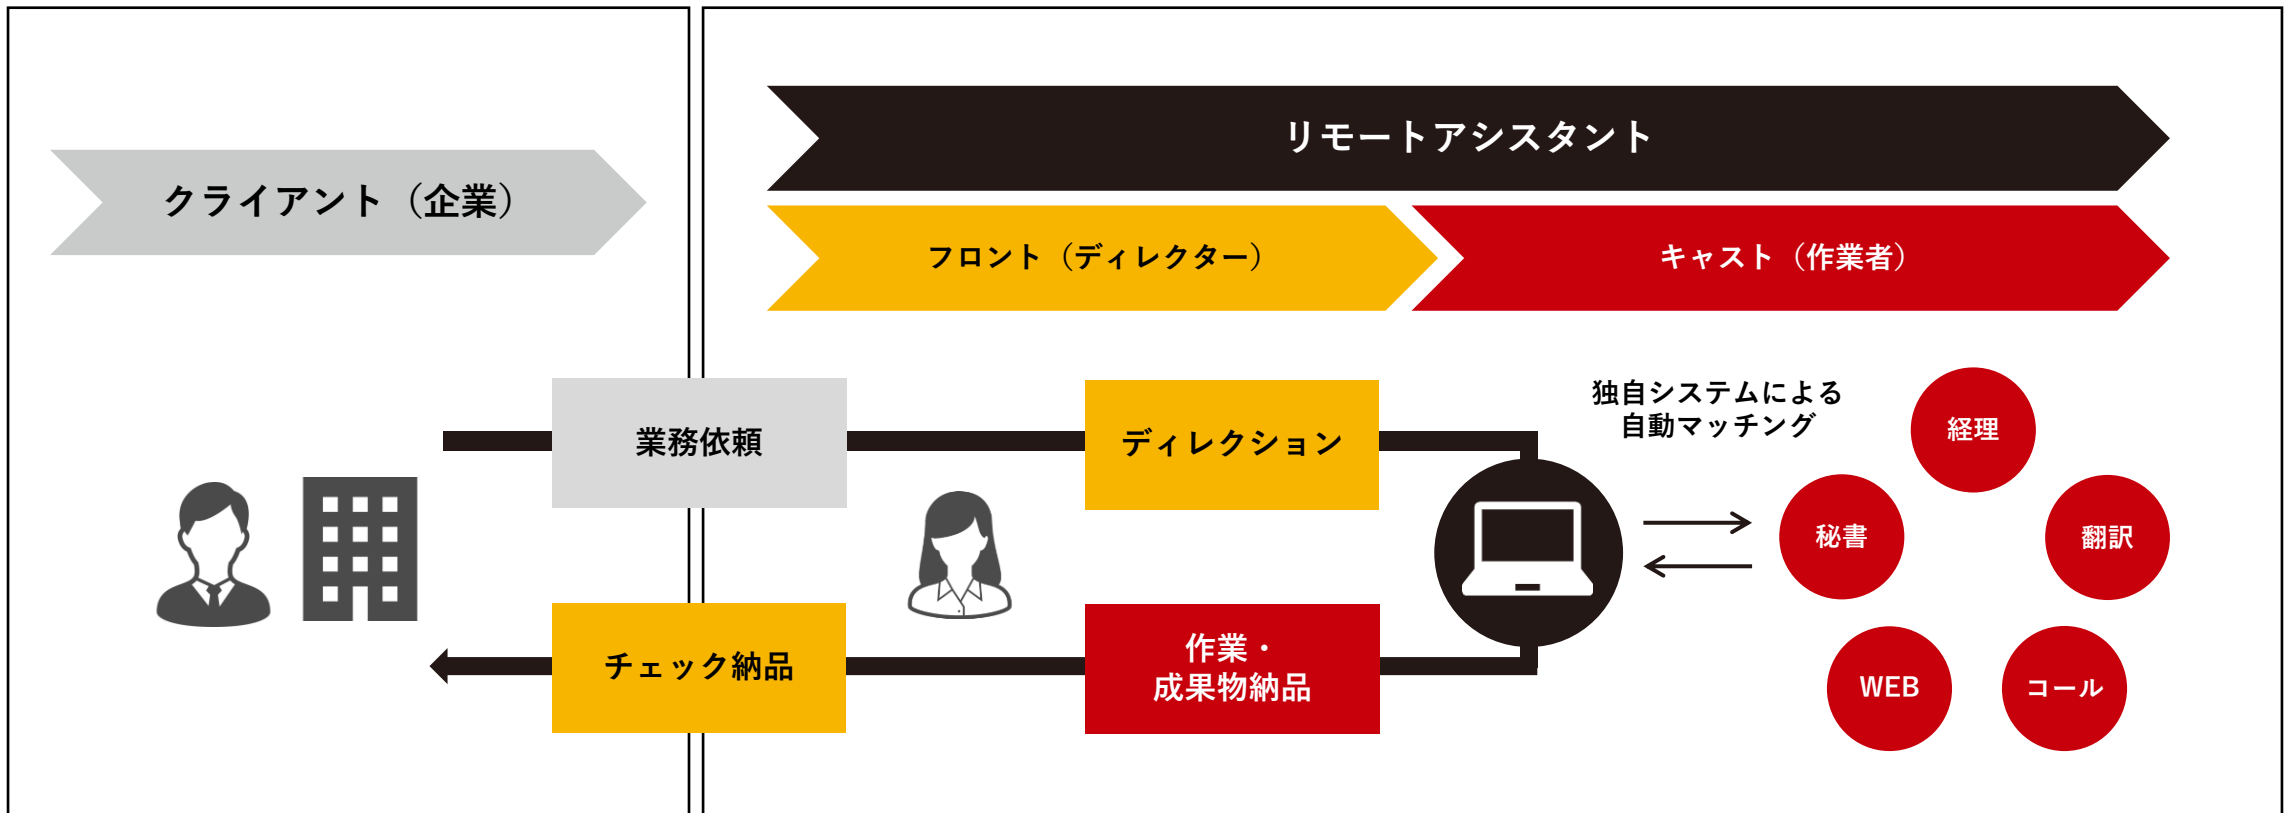 クライアント（企業）
リモートアシスタント
フロント（ディレクター）
キャスト（作業者）
業務依頼
ディレクション
独自システムによる
自動マッチング
経理
秘書
翻訳
WEB
コール
チェック納品
作業・
成果物納品